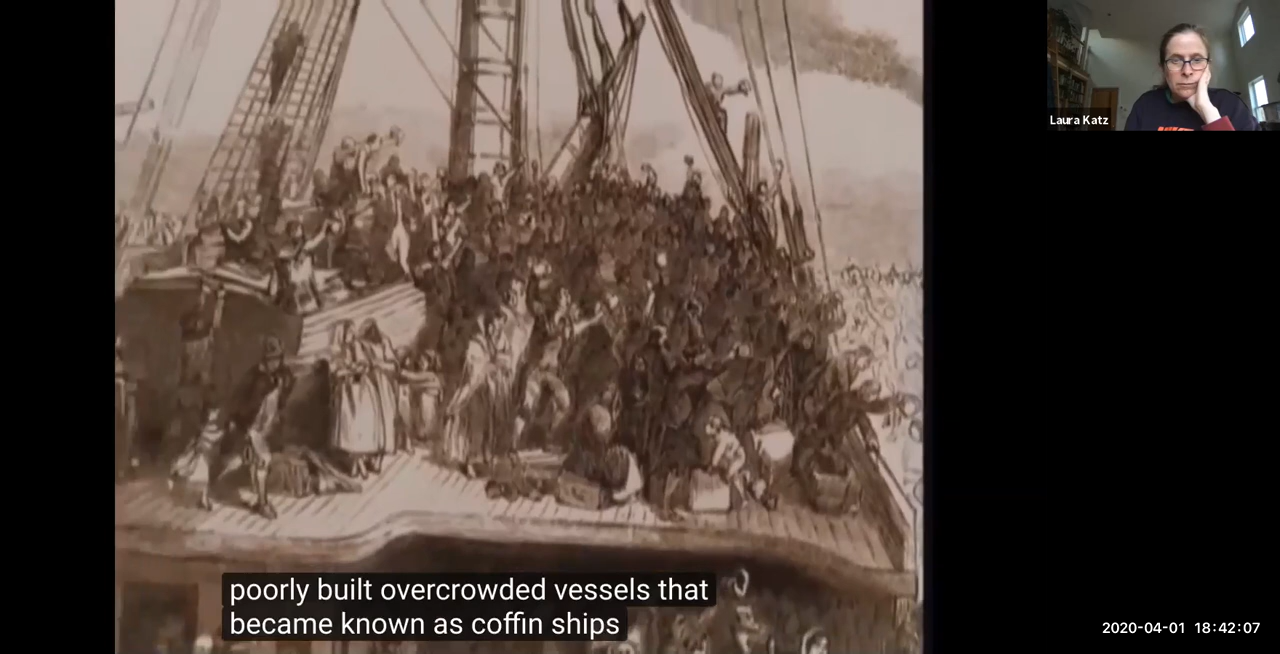 Laura Katz
poorly built overcrowded vessels that
became known as coffin ships
2020-04-01 18:42:07